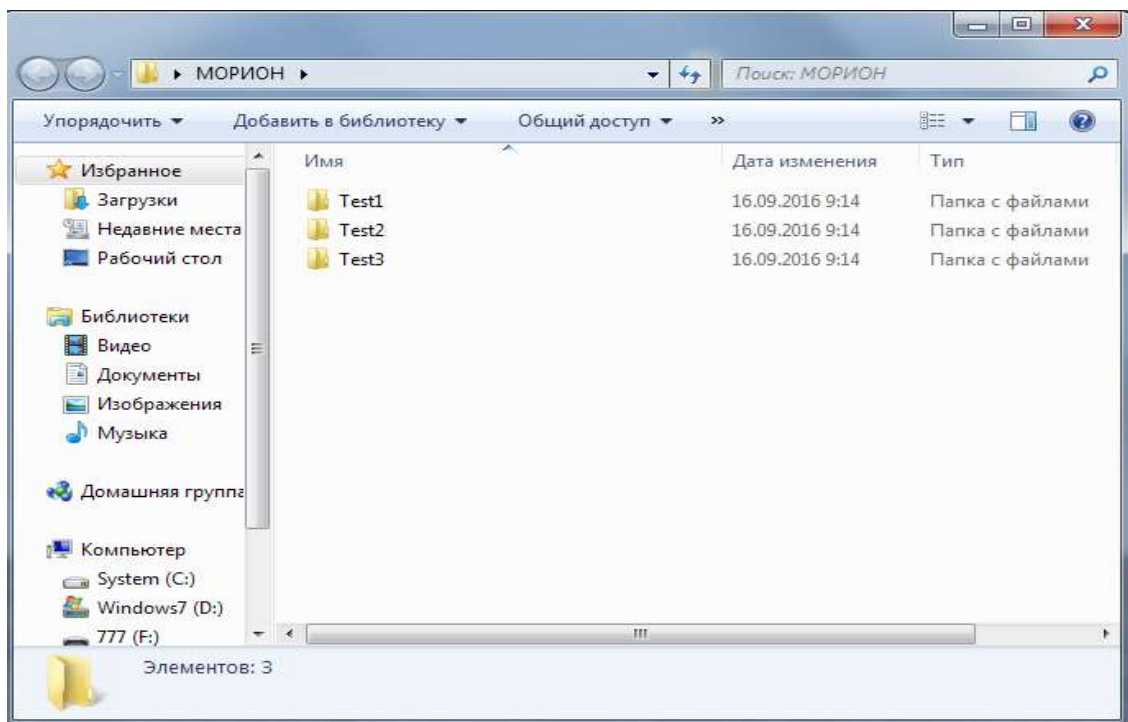 МОРИОН
Поиск: МОРИОН
Упорядочить Добавить в библиотеку Общий доступ »
Избранное
Загрузки
Недавние места
Рабочий стол
Библиотеки
Видео
Документы
Изображения
Музыка
Домашняя группа
Компьютер
System (C:)
Windows7 (D:)
777 (F:)
Имя Дата изменения Тип
Test1 16.09.2016 9:14 Папка с файлами
Test2 16.09.2016 9:14 Папка с файлами
Test3 16.09.2016 9:14 Папка с файлами
Элементов: 3